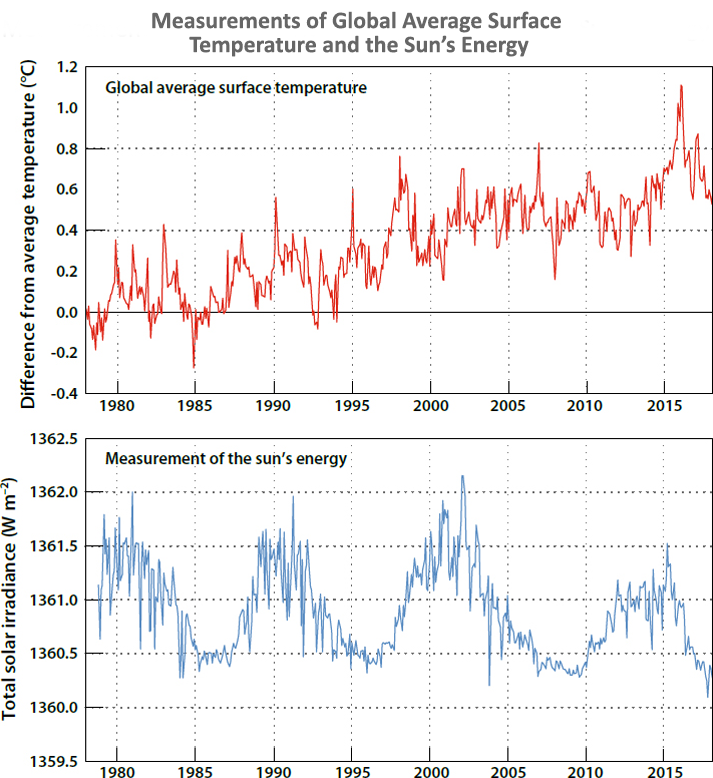 Measurements of Global Average Surface
Temperature and the Sun's Energy
Difference from average temperature (°C)
1.2
1.0
0.8
0.6
0.4
0.2
0.0
-0.2
-0.4
Global average surface temperature
1980 1985 1990 1995 2000 2005 2010 2015
Total solar irradiance (W m⁻²)
1362.5
1362.0
1361.5
1361.0
1360.5
1360.0
1359.5
Measurement of the sun's energy
1980 1985 1990 1995 2000 2005 2010 2015